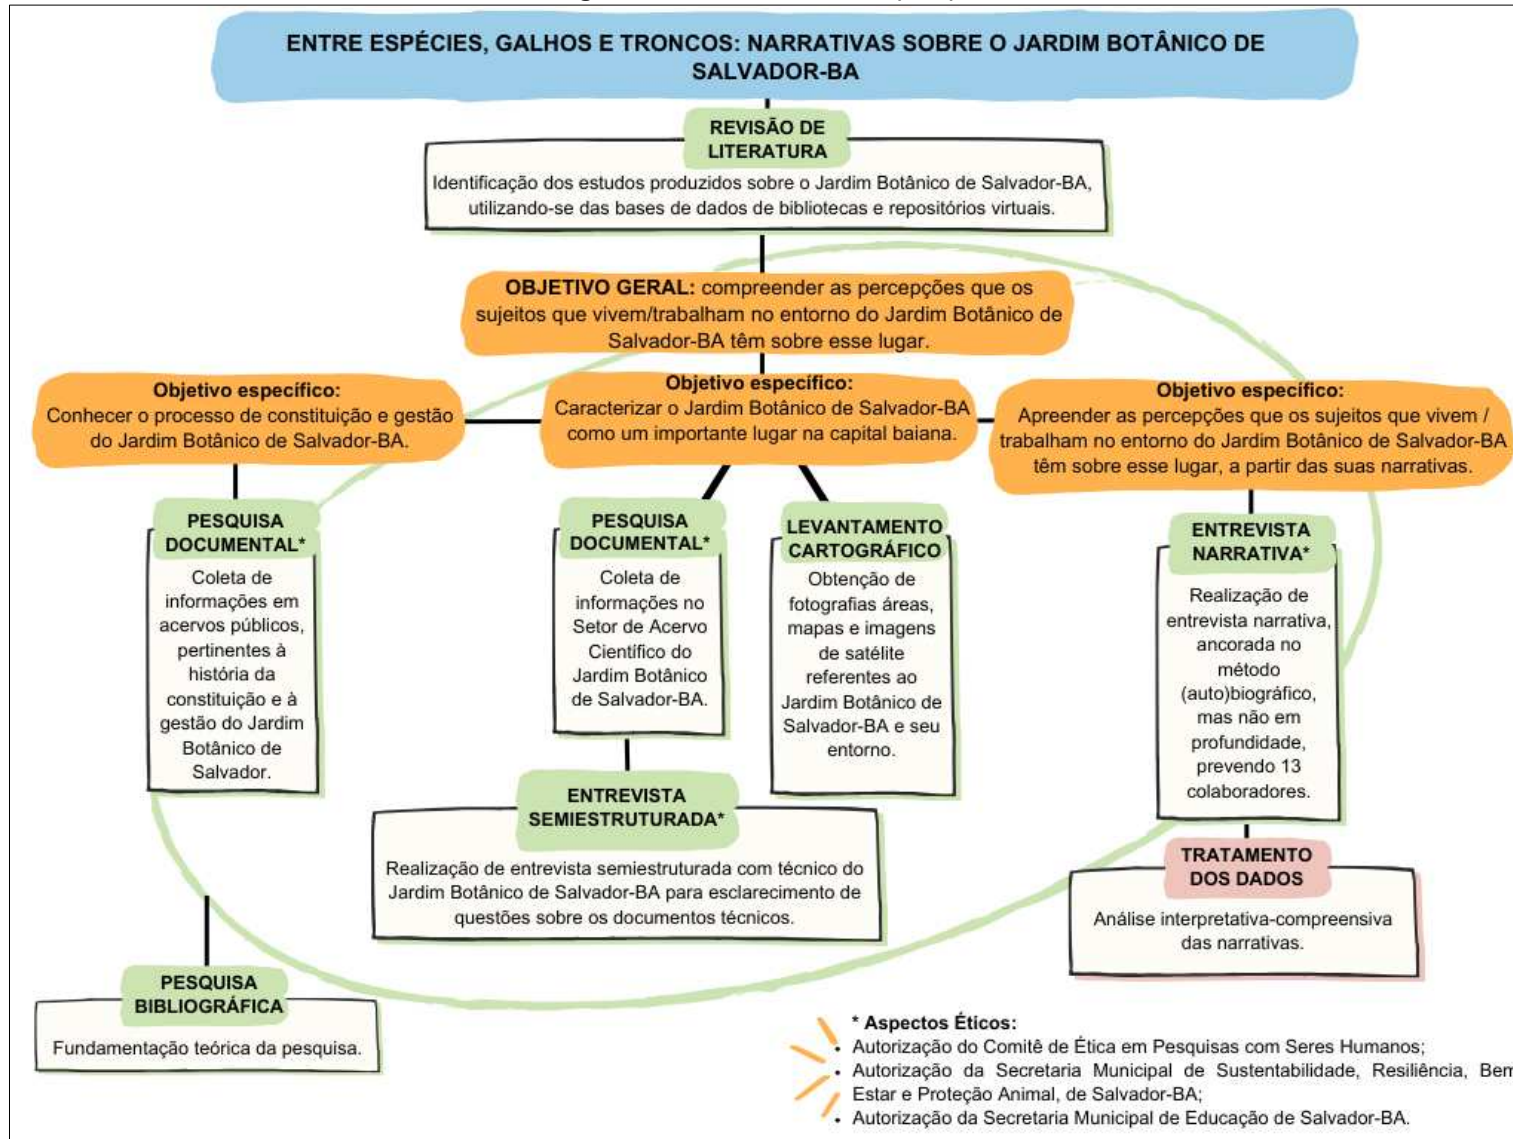 ENTRE ESPÉCIES, GALHOS E TRONCOS: NARRATIVAS SOBRE O JARDIM BOTÂNICO DE
SALVADOR-BA
REVISÃO DE
LITERATURA
Identificação dos estudos produzidos sobre o Jardim Botânico de Salvador-BA,
utilizando-se das bases de dados de bibliotecas e repositórios virtuais.
OBJETIVO GERAL: compreender as percepções que os
sujeitos que vivem/trabalham no entorno do Jardim Botânico de
Salvador-BA têm sobre esse lugar.
Objetivo específico:
Conhecer o processo de constituição e gestão
do Jardim Botânico de Salvador-BA.
Objetivo específico:
Caracterizar o Jardim Botânico de Salvador-BA
como um importante lugar na capital baiana.
Objetivo específico:
Apreender as percepções que os sujeitos que vivem /
trabalham no entorno do Jardim Botânico de Salvador-BA
têm sobre esse lugar, a partir das suas narrativas.
PESQUISA
DOCUMENTAL*
Coleta de
informações em
acervos públicos,
pertinentes à
história da
constituição e à
gestão do Jardim
Botânico de
Salvador.
PESQUISA
DOCUMENTAL*
Coleta de
informações no
Setor de Acervo
Científico do
Jardim Botânico
de Salvador-BA.
LEVANTAMENTO
CARTOGRÁFICO
Obtenção de
fotografias áreas,
mapas e imagens
de satélite
referentes ao
Jardim Botânico de
Salvador-BA e seu
entorno.
ENTREVISTA
NARRATIVA*
Realização de
entrevista narrativa,
ancorada no
método
(auto)biográfico,
mas não em
profundidade,
prevendo 13
colaboradores.
ENTREVISTA
SEMIESTRUTURADA*
Realização de entrevista semiestruturada com técnico do
Jardim Botânico de Salvador-BA para esclarecimento de
questões sobre os documentos técnicos.
TRATAMENTO
DOS DADOS
Análise interpretativa-compreensiva
das narrativas.
PESQUISA
BIBLIOGRÁFICA
Fundamentação teórica da pesquisa.
* Aspectos Éticos:
• Autorização do Comitê de Ética em Pesquisas com Seres Humanos;
• Autorização da Secretaria Municipal de Sustentabilidade, Resiliência, Bem
Estar e Proteção Animal, de Salvador-BA;
• Autorização da Secretaria Municipal de Educação de Salvador-BA.